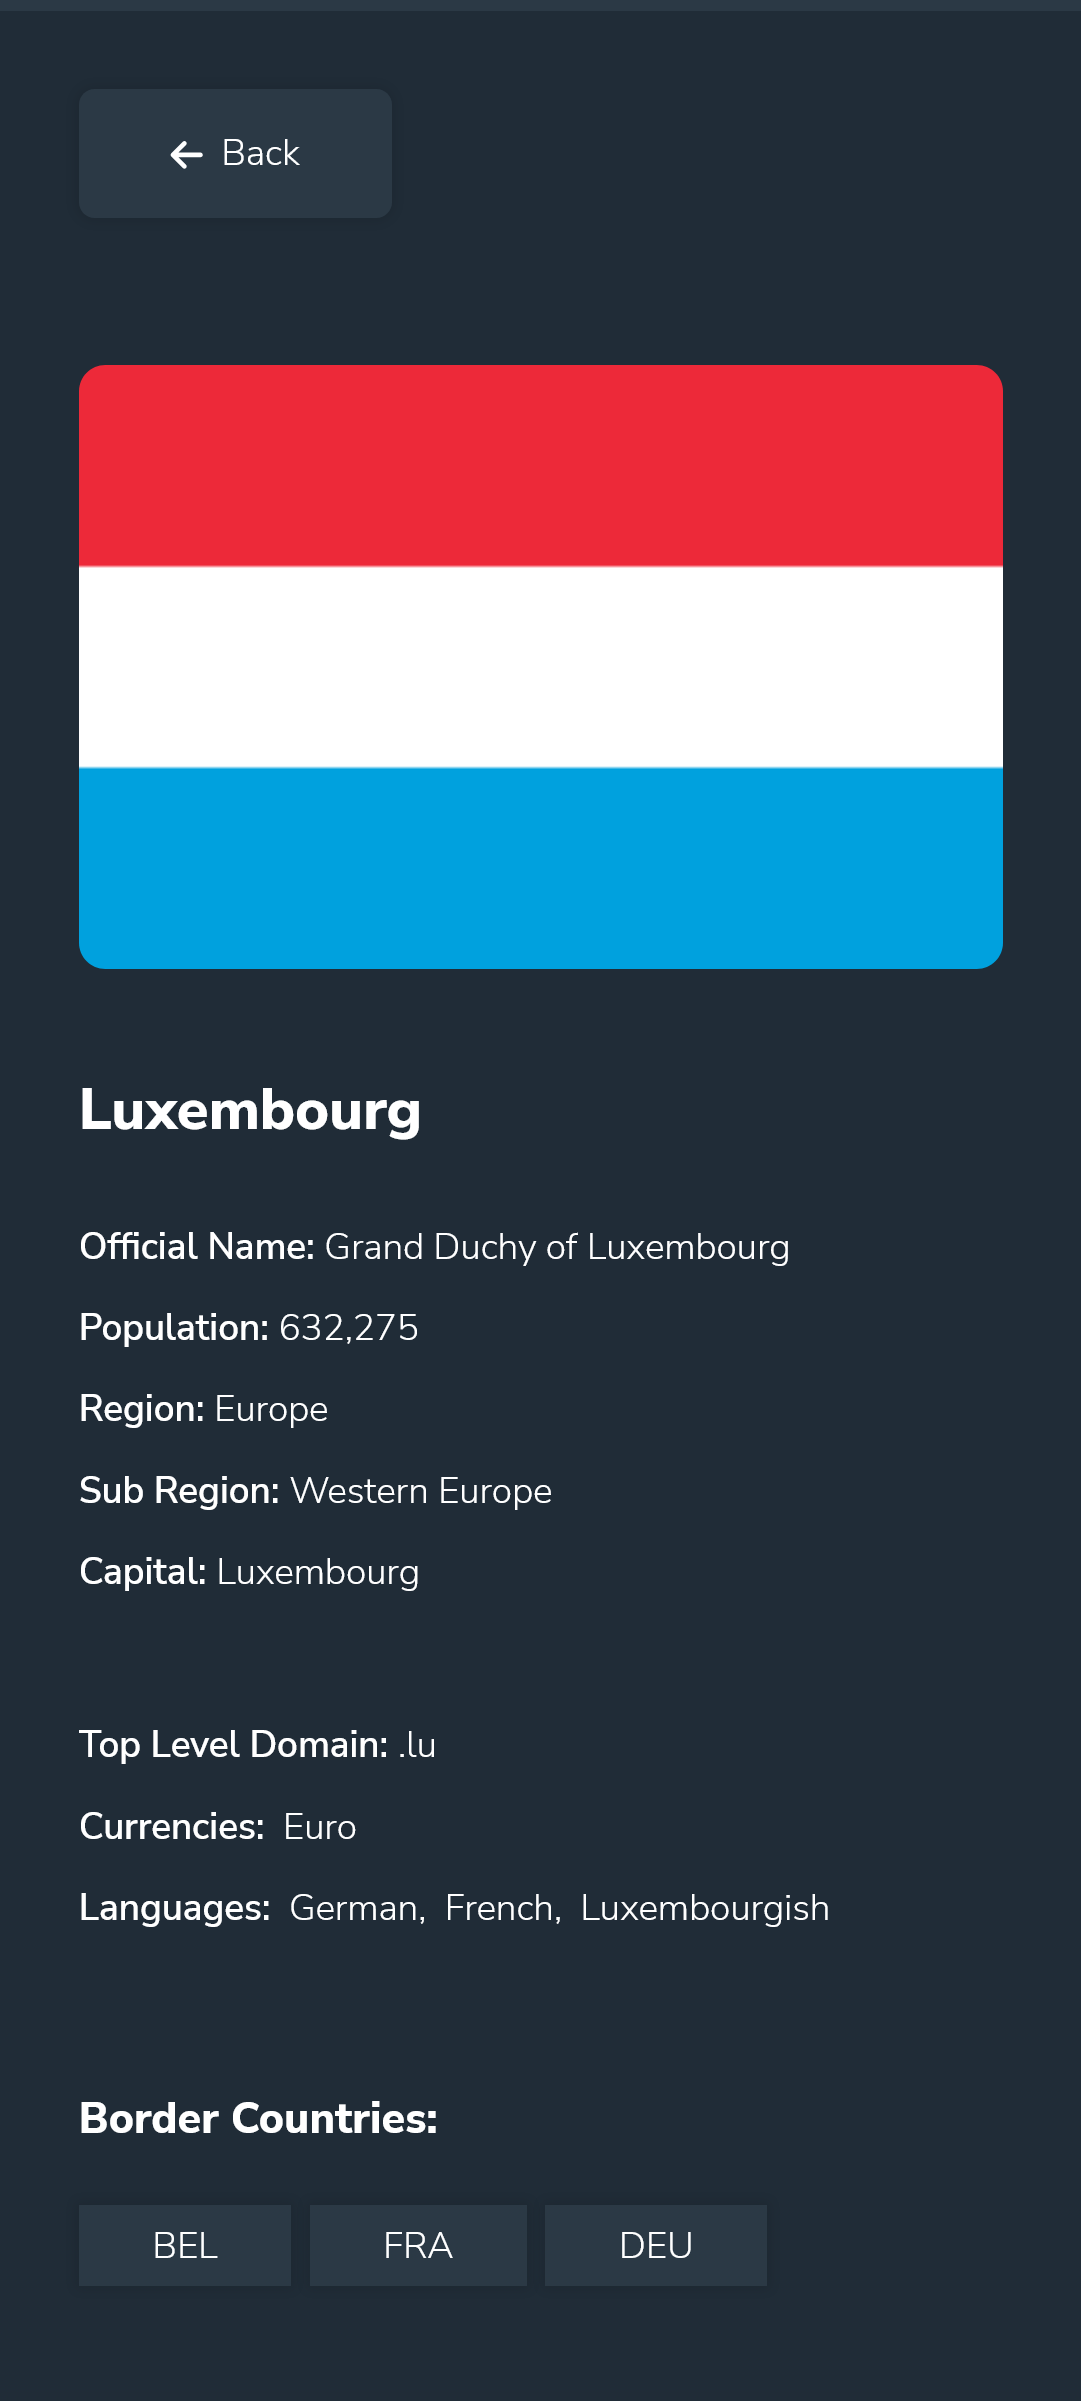 Back
Luxembourg
Official Name: Grand Duchy of Luxembourg
Population: 632,275
Region: Europe
Sub Region: Western Europe
Capital: Luxembourg
Top Level Domain: .lu
Currencies: Euro
Languages: German, French, Luxembourgish
Border Countries:
BEL FRA DEU